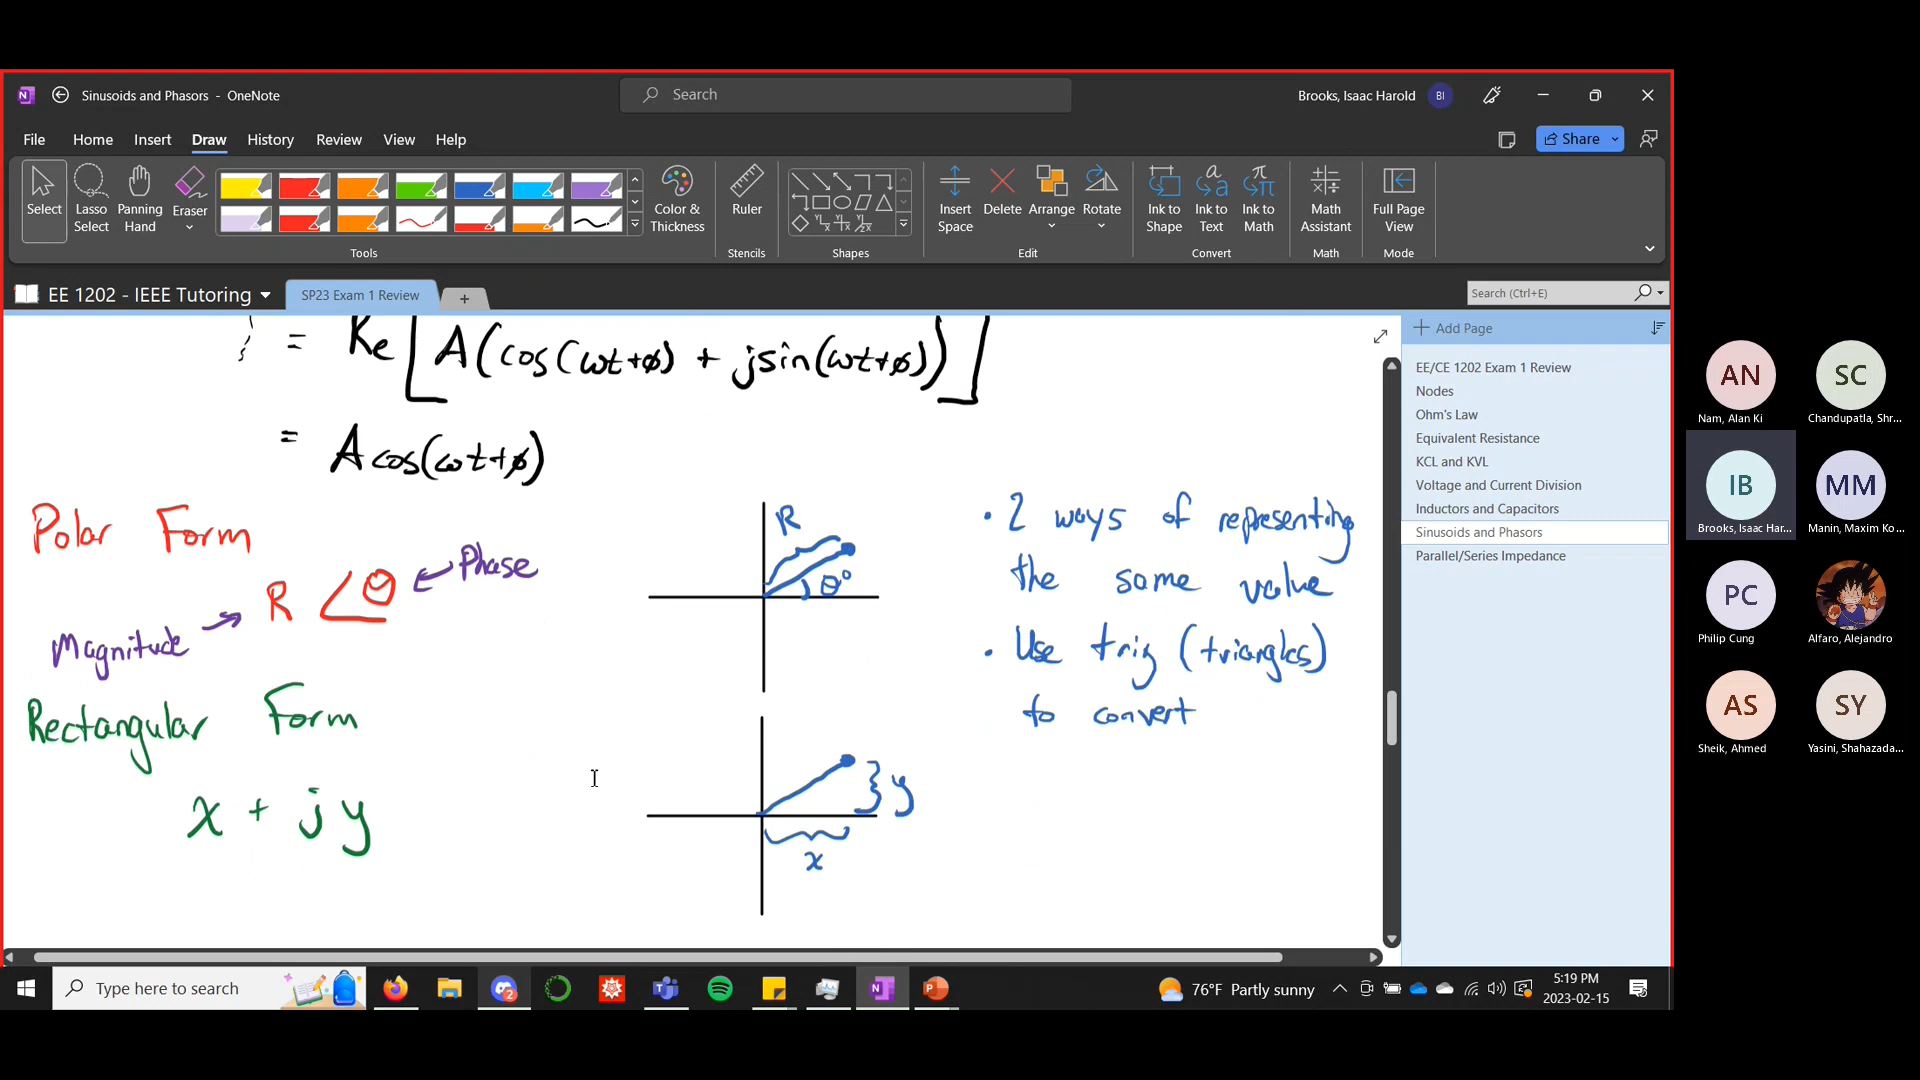 Sinusoids and Phasors - OneNote
Search
Brooks, Isaac Harold
BI
File Home Insert Draw History Review View Help
Share
Select
Lasso Select
Panning Hand
Eraser
Color & Thickness
Ruler
Insert Space
Delete
Arrange
Rotate
Ink to Shape
Ink to Text
Ink to Math
Math Assistant
Full Page View
Tools
Stencils
Shapes
Edit
Convert
Math
Mode
EE 1202 - IEEE Tutoring
SP23 Exam 1 Review
+
Search (Ctrl+E)
Add Page
EE/CE 1202 Exam 1 Review
Nodes
Ohm's Law
Equivalent Resistance
KCL and KVL
Voltage and Current Division
Inductors and Capacitors
Sinusoids and Phasors
Parallel/Series Impedance
= Re[A(cos(ωt+ϕ) + jsin(ωt+ϕ))]
= A cos(ωt+ϕ)
Polar Form
R ∠Θ
Phase
Magnitude
Rectangular Form
x + jy
R
Θ°
y
x
• 2 ways of representing
the same value
• Use trig (triangles)
to convert
AN
Nam, Alan Ki
SC
Chandupatla, Shr...
IB
Brooks, Isaac Har...
MM
Manin, Maxim Ko...
PC
Philip Cung
Alfaro, Alejandro
AS
Sheik, Ahmed
SY
Yasini, Shahazada...
Type here to search
76°F Partly sunny
5:19 PM
2023-02-15